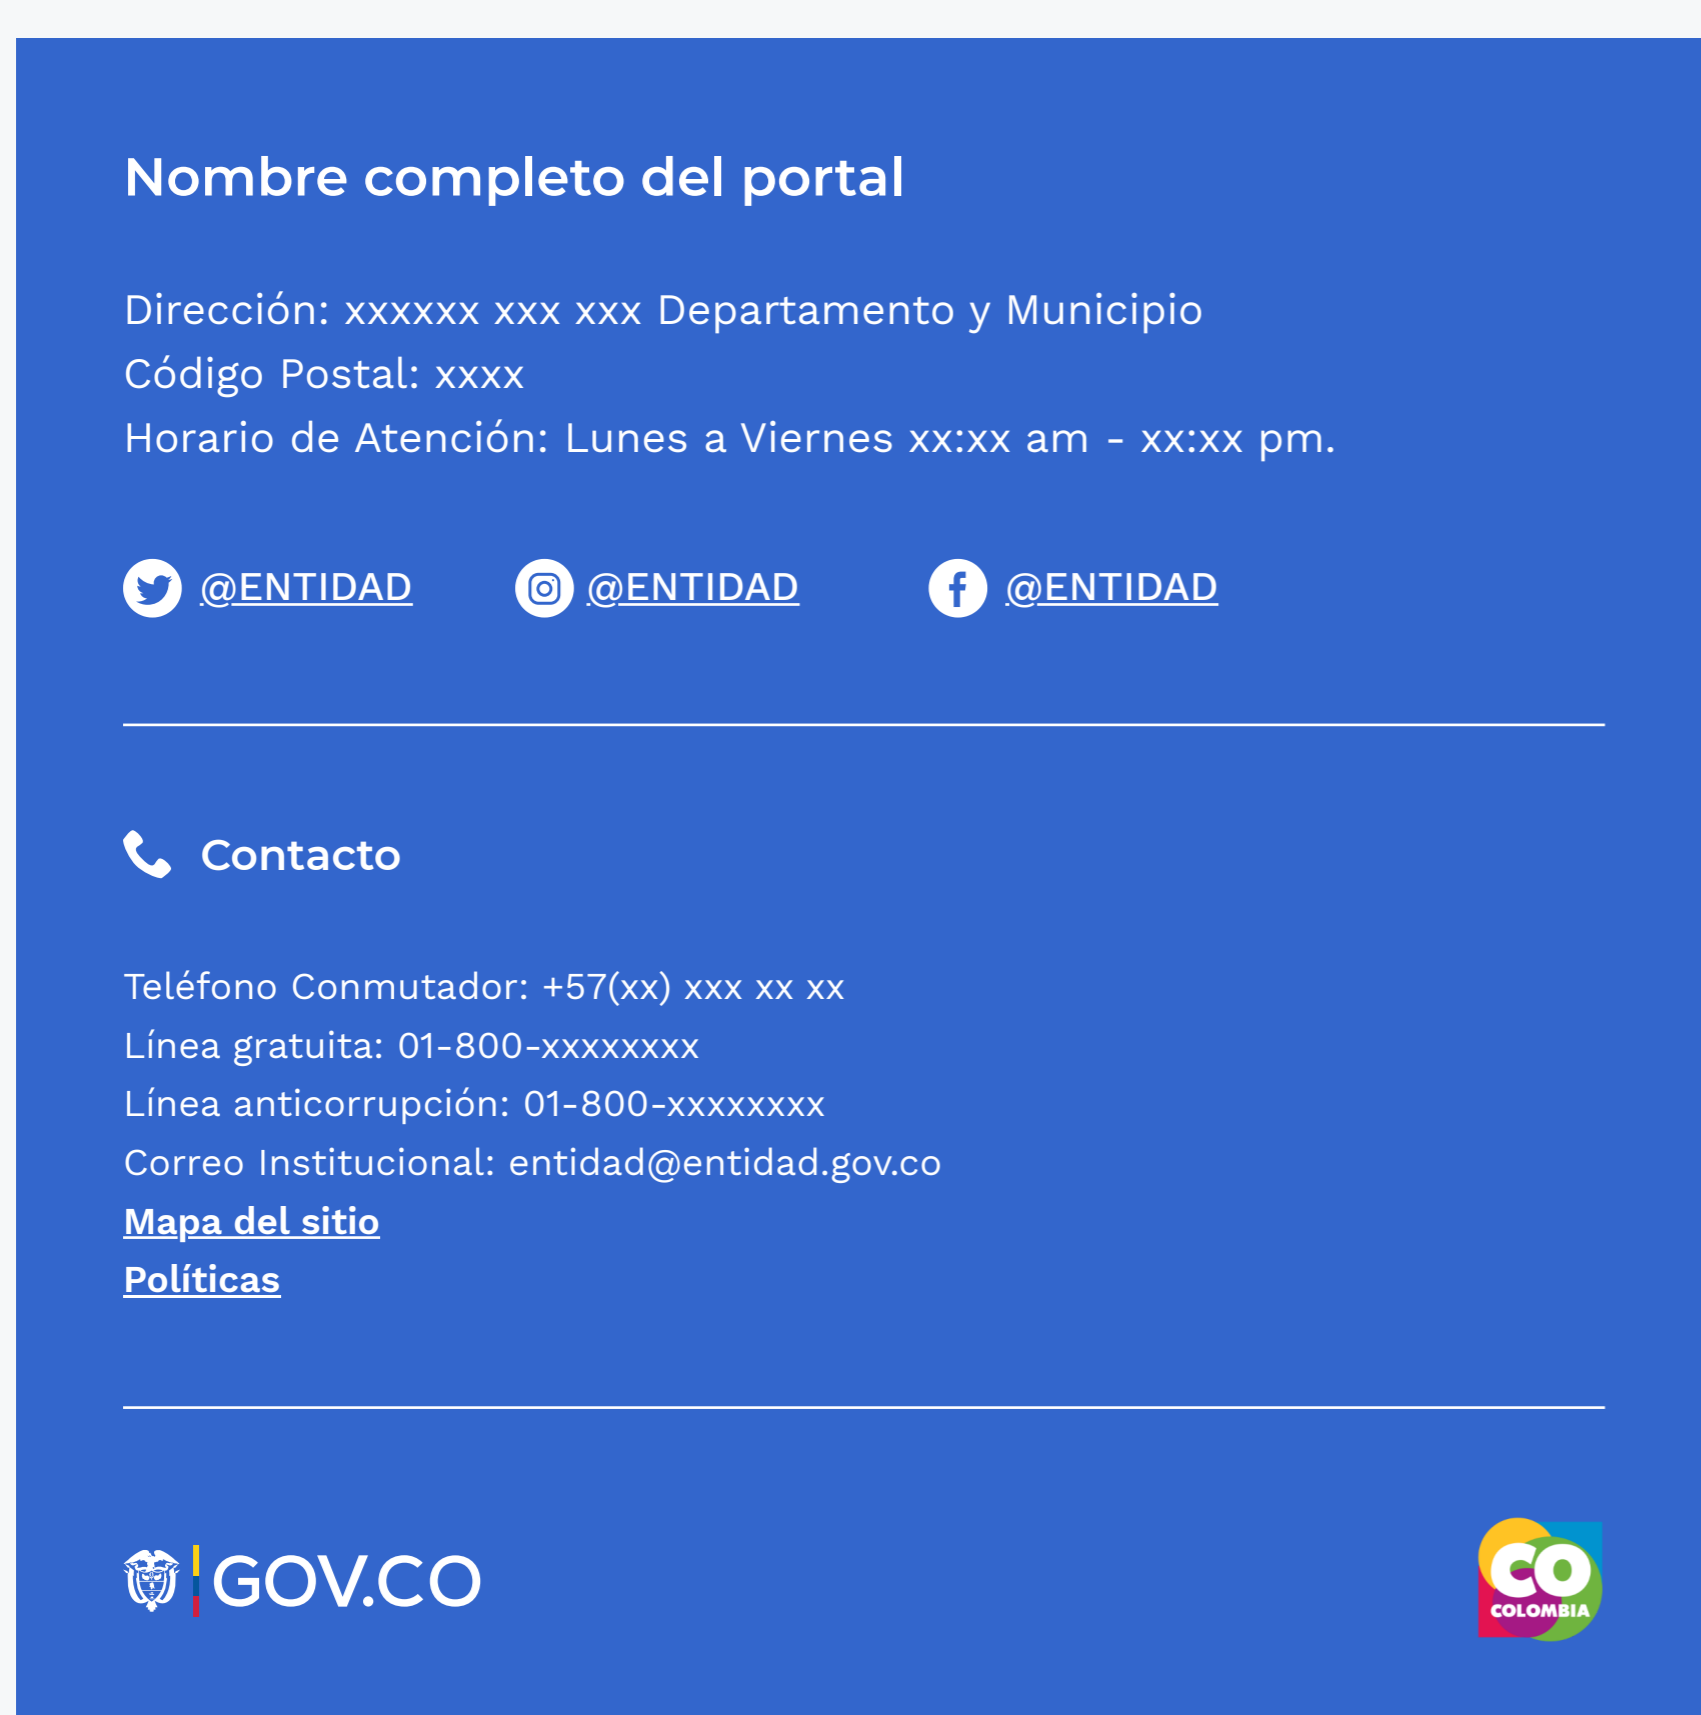 Nombre completo del portal
Dirección: xxxxxx xxx xxx Departamento y Municipio
Código Postal: xxxx
Horario de Atención: Lunes a Viernes xx:xx am - xx:xx pm.
@ENTIDAD @ENTIDAD @ENTIDAD
Contacto
Teléfono Conmutador: +57(xx) xxx xx xx
Línea gratuita: 01-800-xxxxxxxx
Línea anticorrupción: 01-800-xxxxxxxx
Correo Institucional: entidad@entidad.gov.co
Mapa del sitio
Políticas
GOV.CO
CO
COLOMBIA